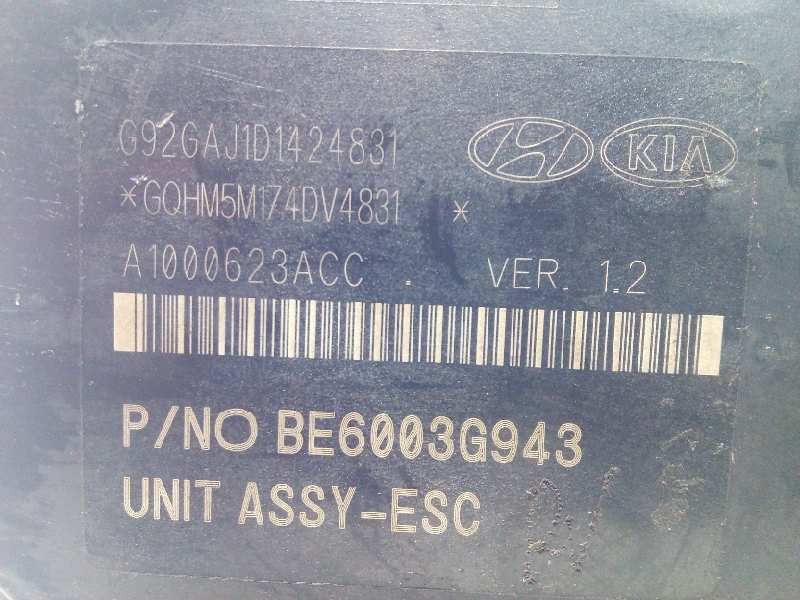 G92GAJ1D1424831
KIA
*GQHM5M174DV4831 *
A1000623ACC . VER. 1.2
P/NO BE6003G943
UNIT ASSY-ESC